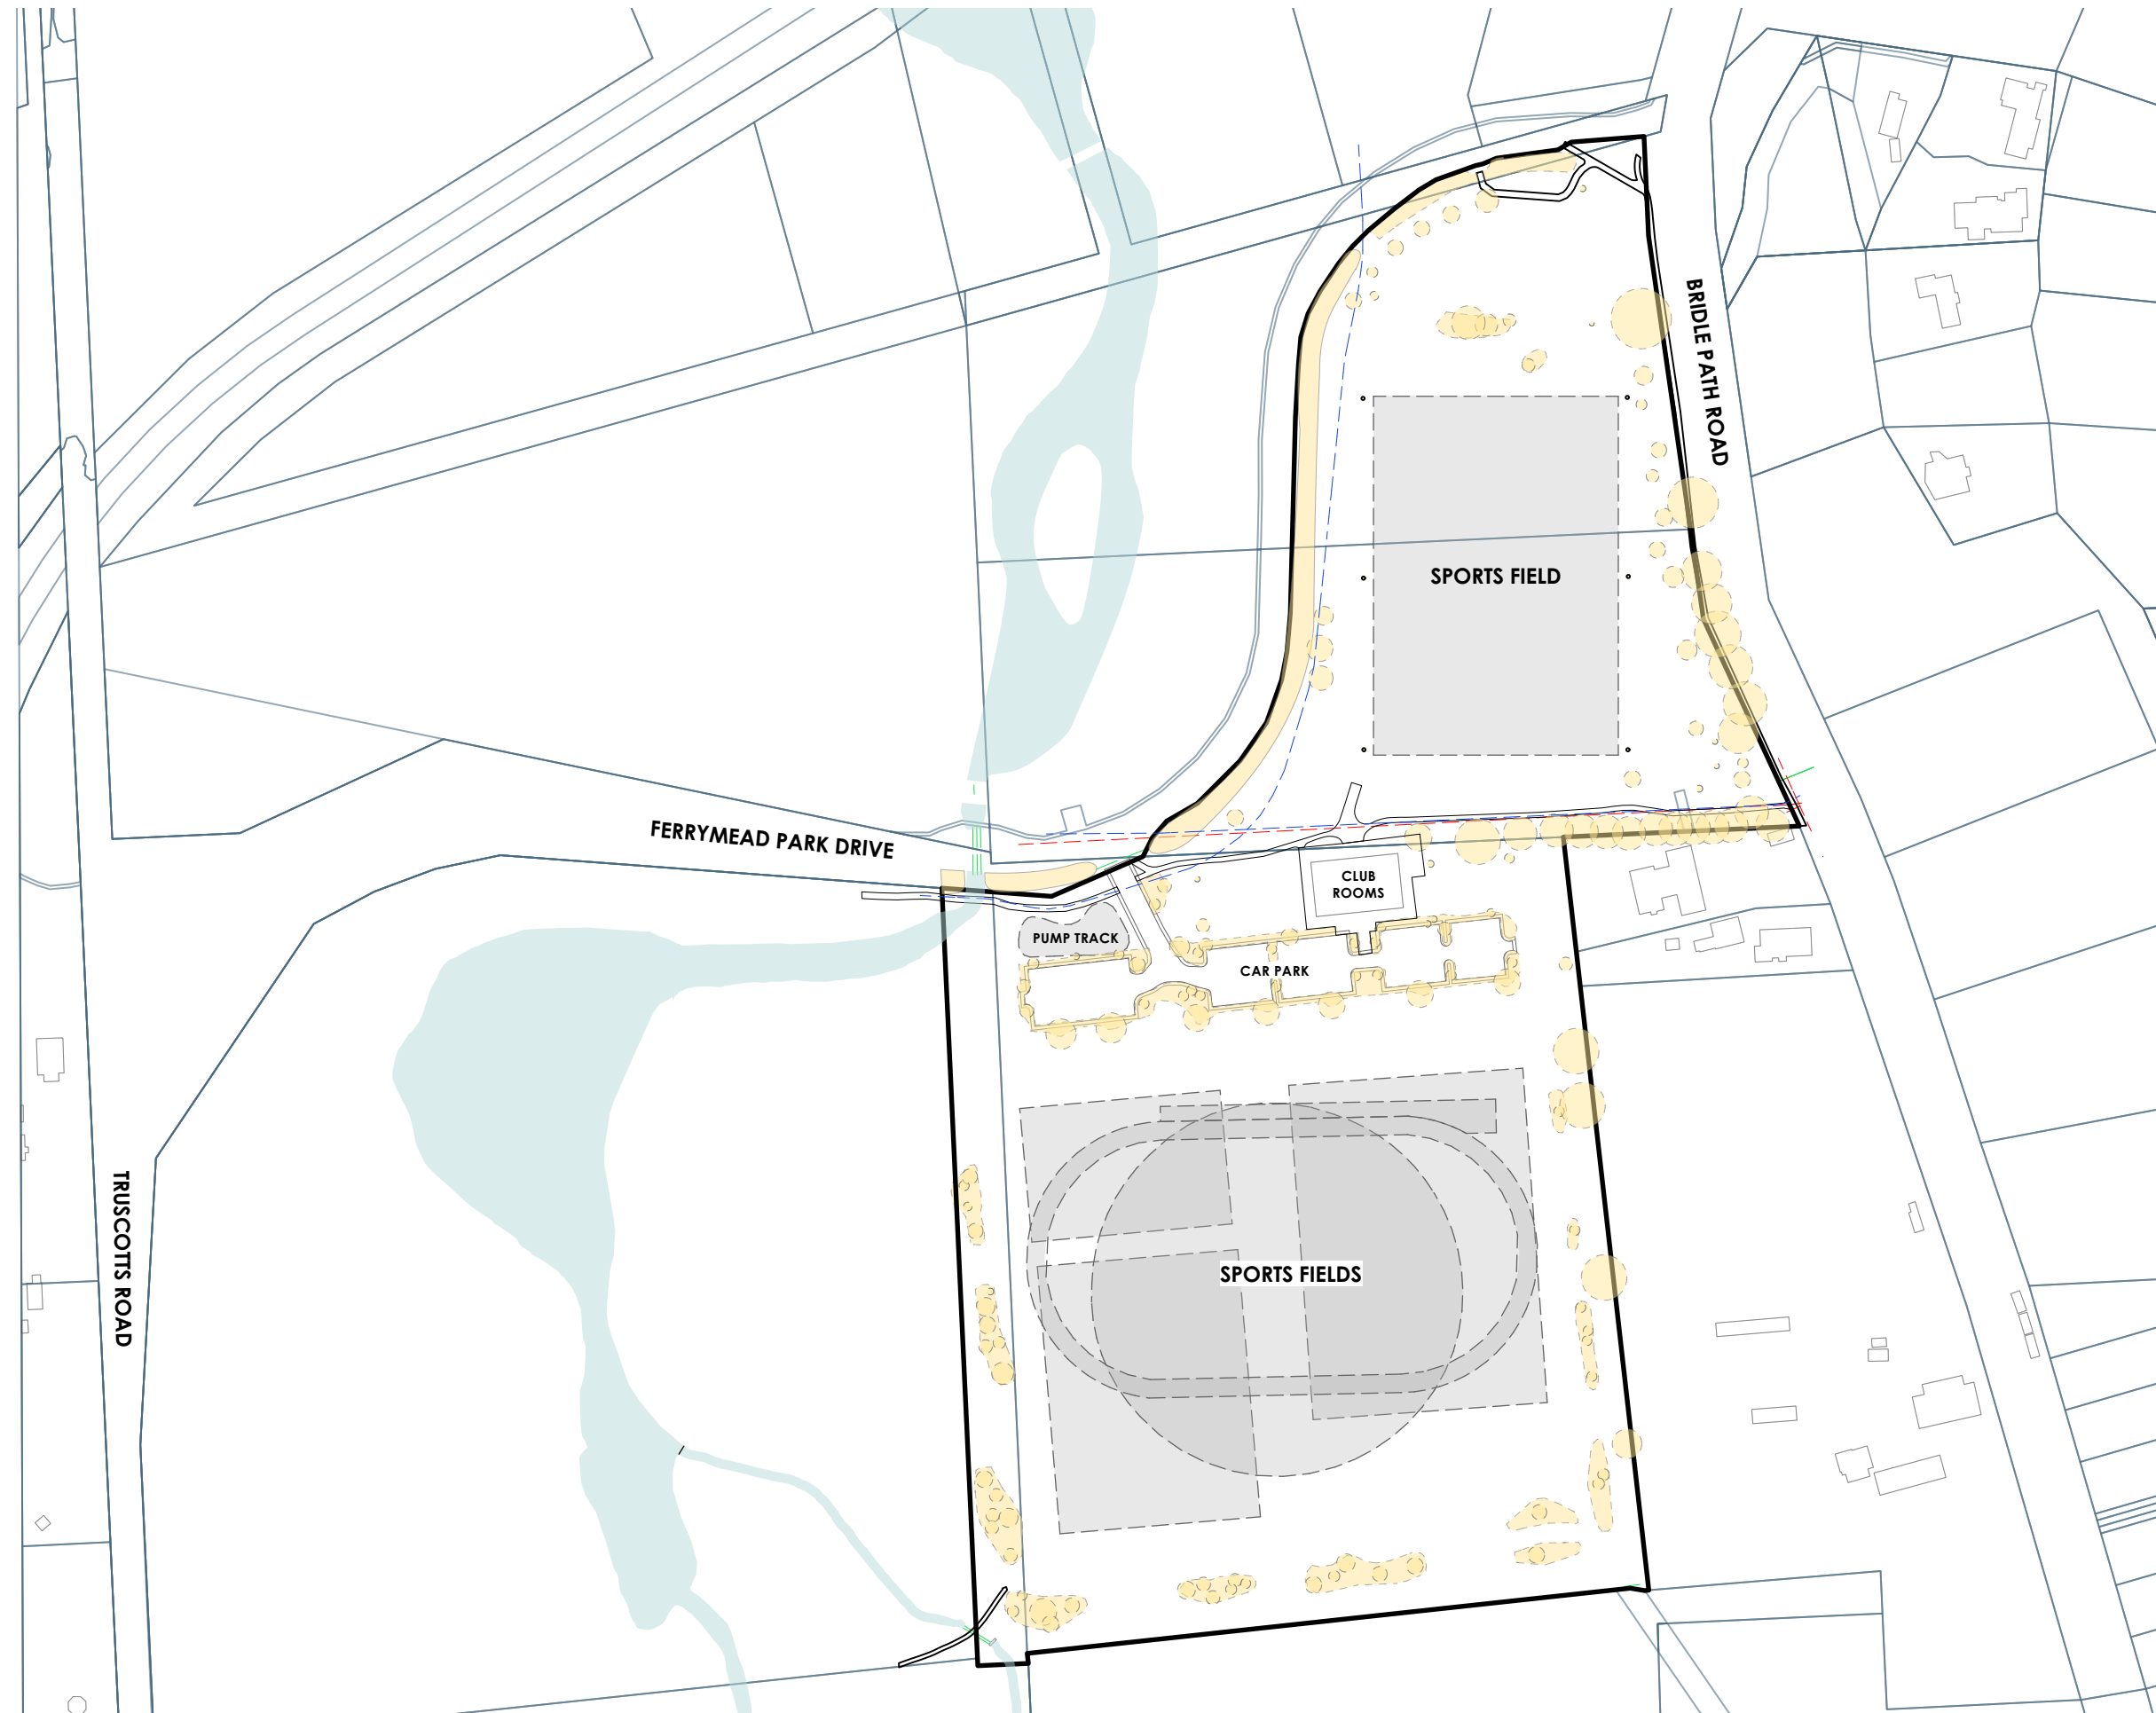 BRIDLE PATH ROAD
SPORTS FIELD
FERRYMEAD PARK DRIVE
CLUB
ROOMS
PUMP TRACK
CAR PARK
TRUSCOTTS ROAD
SPORTS FIELDS